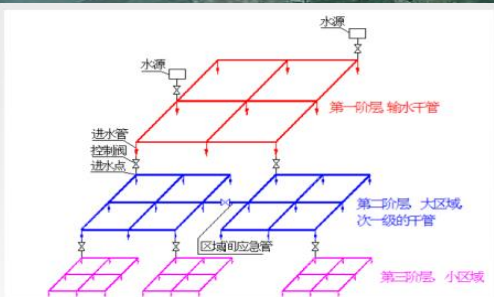 水源
水源
第一阶层,输水干管
进水管
控制阀
进水点
第二阶层, 大区域,
次一级的干管
区域间应急管
第三阶层, 小区域